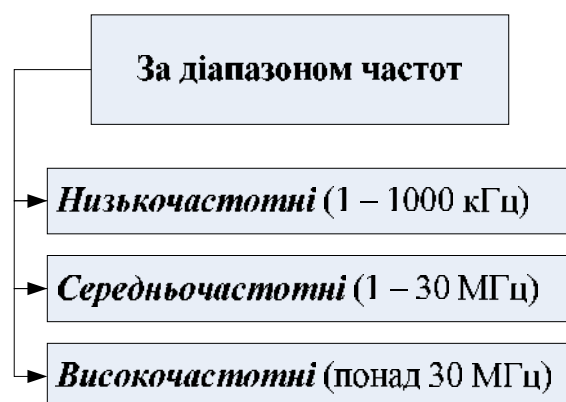 За діапазоном частот
Низькочастотні (1 – 1000 кГц)
Середньочастотні (1 – 30 МГц)
Високочастотні (понад 30 МГц)